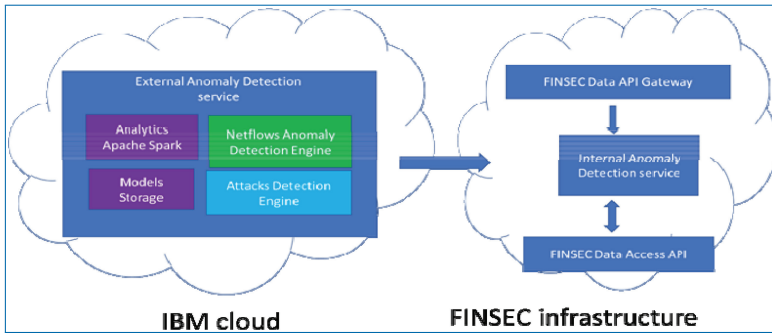 External Anomaly Detection
service
Analytics
Apache Spark
Netflows Anomaly
Detection Engine
Models
Storage
Attacks Detection
Engine
IBM cloud
FINSEC Data API Gateway
Internal Anomaly
Detection service
FINSEC Data Access API
FINSEC infrastructure